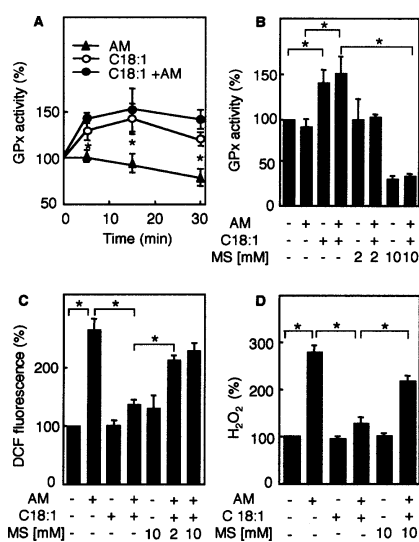 A
AM
C18:1
C18:1 +AM
GPx activity (%)
150
100
50
0
0 10 20 30
Time (min)
* * *
B
GPx activity (%)
150
100
50
0
* * *
AM - + - + - + - +
C18:1 - - + + - + - +
MS [mM] - - - - 2 2 10 10
C
DCF fluorescence (%)
200
100
0
* * *
AM - + - + - + +
C18:1 - - + + - + +
MS [mM] - - - - 10 2 10
D
H2O2 (%)
300
200
100
0
* * *
AM - + - + - +
C 18:1 - - + + - +
MS [mM] - - - - 10 10